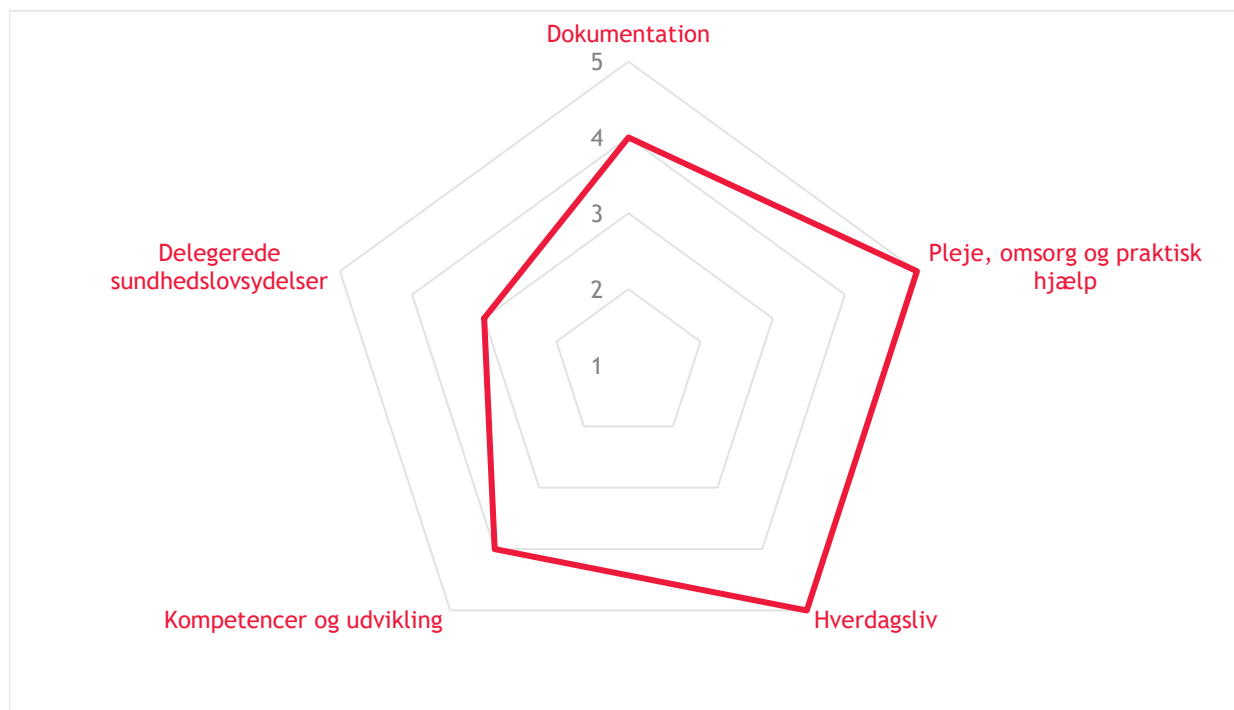 Dokumentation
5
4
3
2
1
Pleje, omsorg og praktisk
hjælp
Hverdagsliv
Kompetencer og udvikling
Delegerede
sundhedslovsydelser